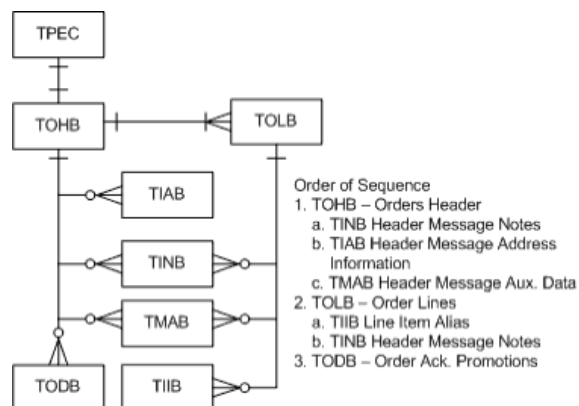 TPEC
TOHB
TOLB
TIAB
TINB
TMAB
TODB
TIIB
Order of Sequence
1. TOHB – Orders Header
a. TINB Header Message Notes
b. TIAB Header Message Address
Information
c. TMAB Header Message Aux. Data
2. TOLB – Order Lines
a. TIIB Line Item Alias
b. TINB Header Message Notes
3. TODB – Order Ack. Promotions